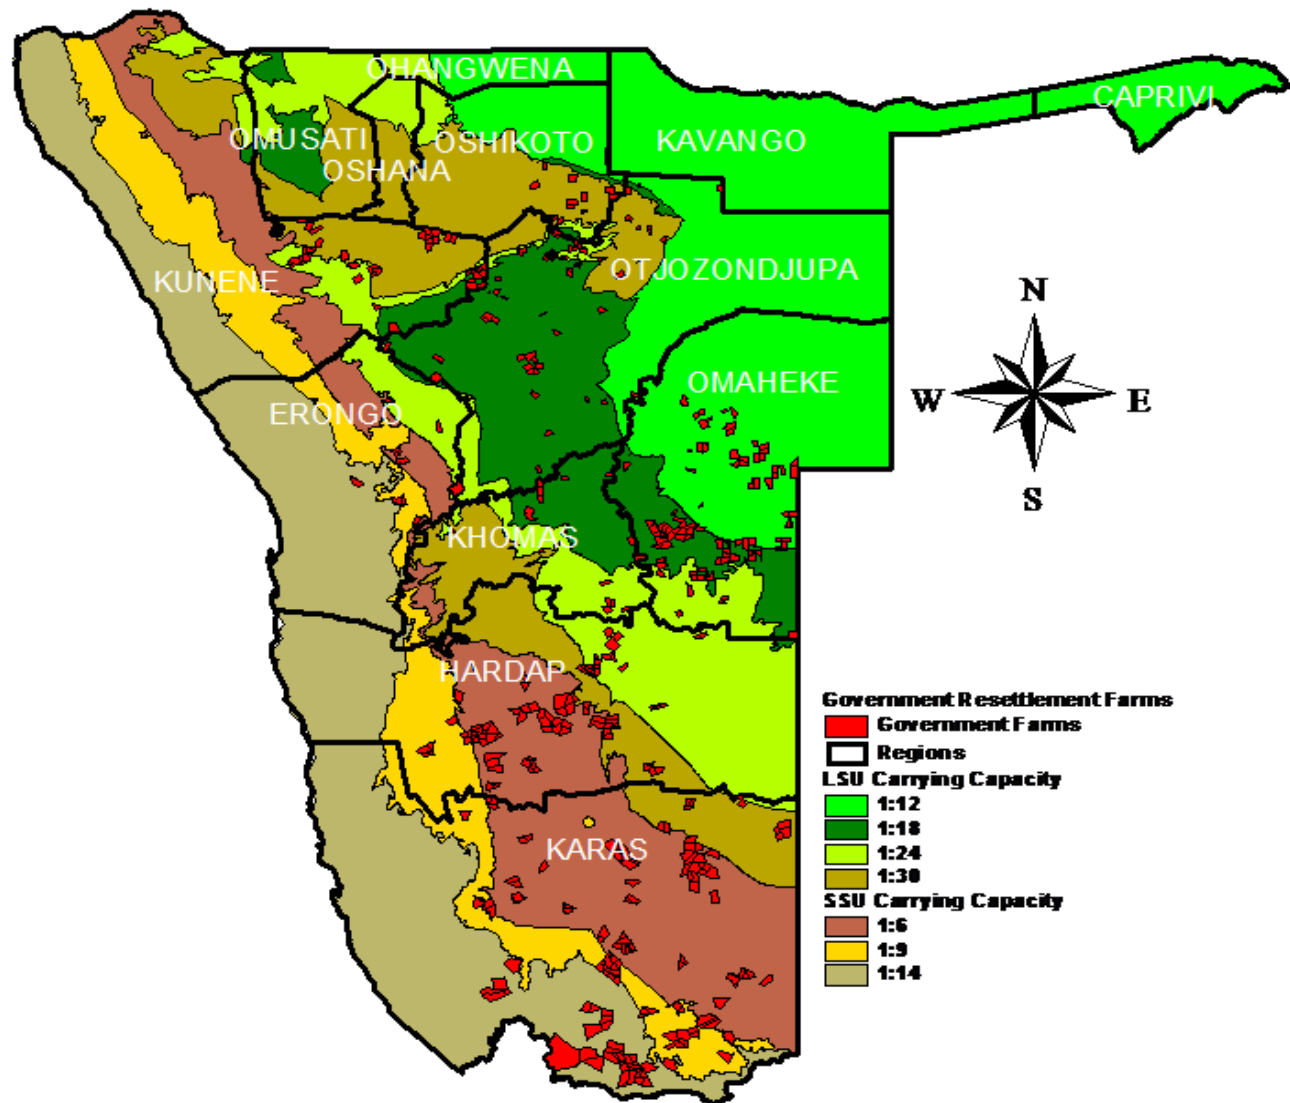 OHANGWENA
CAPRIVI
OMUSATI
OSHIKOTO
KAVANGO
OSHANA
OTJOZONDJUPA
KUNENE
N
OMAHEKE
W
E
ERONGO
S
KHOMAS
HARDAP
Government Resettlement Farms
Government Farms
Regions
LSU Carrying Capacity
1:12
1:18
1:24
1:30
KARAS
SSU Carrying Capacity
1:6
1:9
1:14